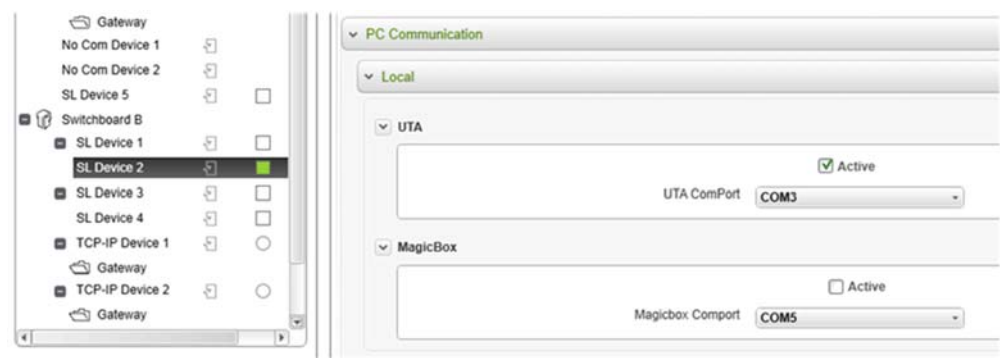 Gateway
No Com Device 1
No Com Device 2
SL Device 5
Switchboard B
SL Device 1
SL Device 2
SL Device 3
SL Device 4
TCP-IP Device 1
Gateway
TCP-IP Device 2
Gateway
PC Communication
Local
UTA
Active
UTA ComPort COM3
MagicBox
Active
Magicbox Comport COM5